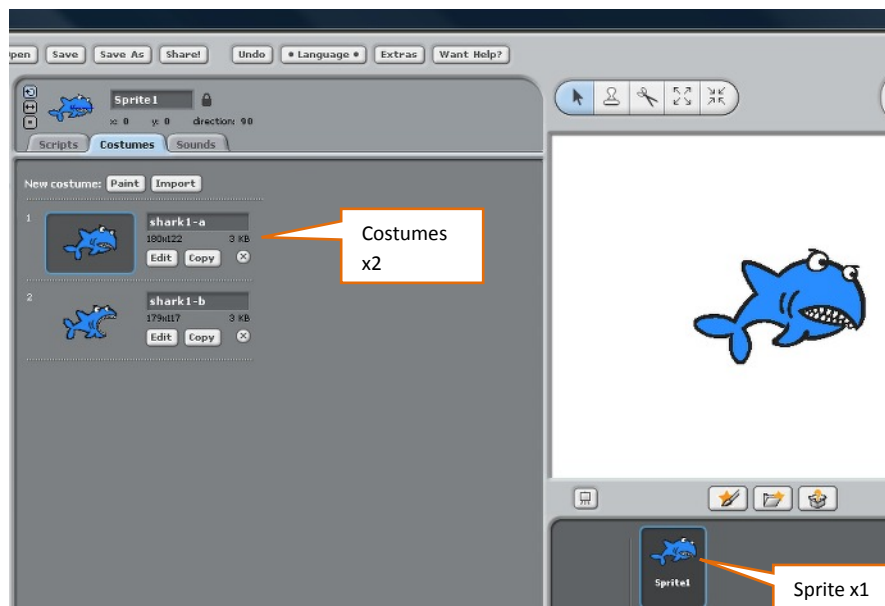 Open Save Save As Share! Undo • Language • Extras Want Help?
Sprite1
x: 0 y: 0 direction: 90
Scripts Costumes Sounds
New costume: Paint Import
1
shark1-a
180x122 3 KB
Edit Copy
Costumes
x2
2
shark1-b
179x117 3 KB
Edit Copy
Sprite1
Sprite x1